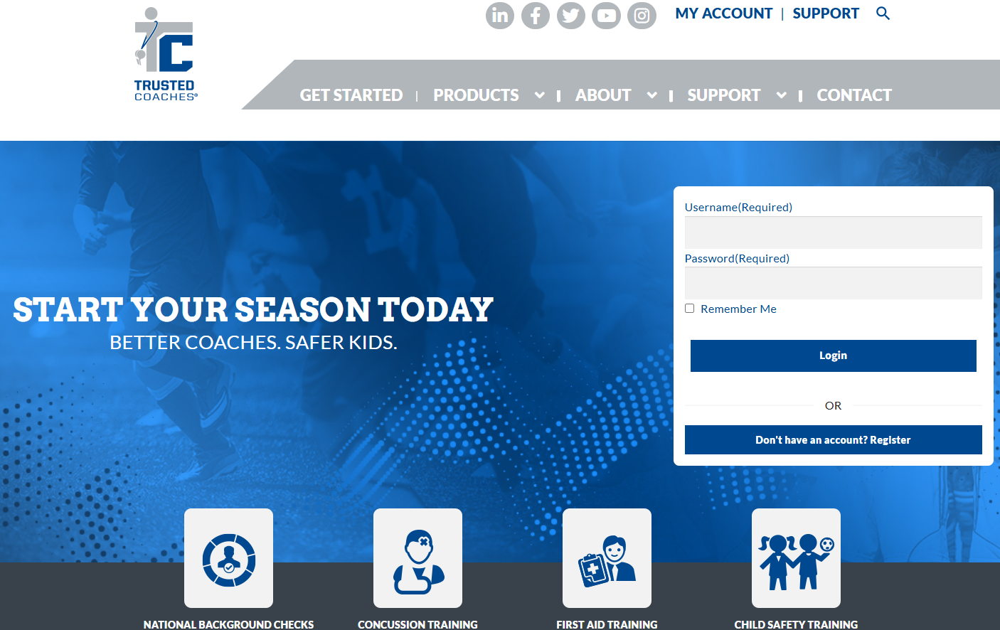 MY ACCOUNT | SUPPORT
TRUSTED
COACHES®
GET STARTED | PRODUCTS | ABOUT | SUPPORT | CONTACT
START YOUR SEASON TODAY
BETTER COACHES. SAFER KIDS.
Username(Required)
Password(Required)
Remember Me
Login
OR
Don't have an account? Register
NATIONAL BACKGROUND CHECKS
CONCUSSION TRAINING
FIRST AID TRAINING
CHILD SAFETY TRAINING